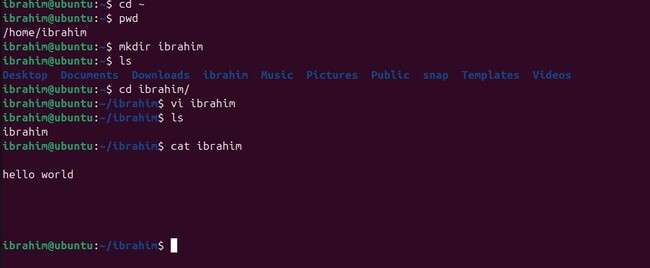 ibrahim@ubuntu:~$ cd ~
ibrahim@ubuntu:~$ pwd
/home/ibrahim
ibrahim@ubuntu:~$ mkdir ibrahim
ibrahim@ubuntu:~$ ls
Desktop  Documents  Downloads  ibrahim  Music  Pictures  Public  snap  Templates  Videos
ibrahim@ubuntu:~$ cd ibrahim/
ibrahim@ubuntu:~/ibrahim$ vi ibrahim
ibrahim@ubuntu:~/ibrahim$ ls
ibrahim
ibrahim@ubuntu:~/ibrahim$ cat ibrahim
hello world
ibrahim@ubuntu:~/ibrahim$